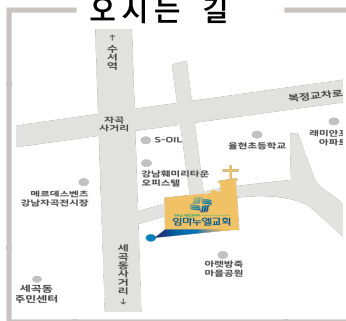 오시는 길
↑
수서역
복정교차로
자곡
사거리
S-OIL
율현초등학교
래미안포
아파트
강남훼미리타운
오피스텔
메르데스벤츠
강남자곡전시장
임마누엘교회
세곡동사거리
↓
아랫방죽
마을공원
세곡동
주민센터